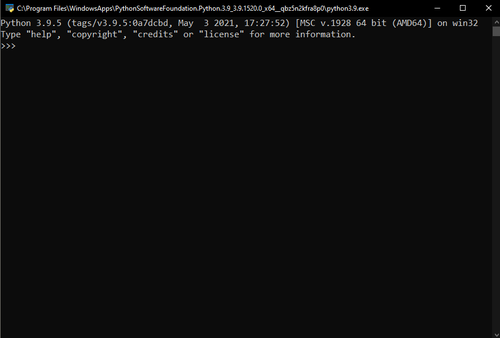 C:\Program Files\WindowsApps\PythonSoftwareFoundation.Python.3.9_3.9.1520.0_x64__qbz5n2kfra8p0\python3.9.exe
Python 3.9.5 (tags/v3.9.5:0a7dcbd, May  3 2021, 17:27:52) [MSC v.1928 64 bit (AMD64)] on win32
Type "help", "copyright", "credits" or "license" for more information.
>>>